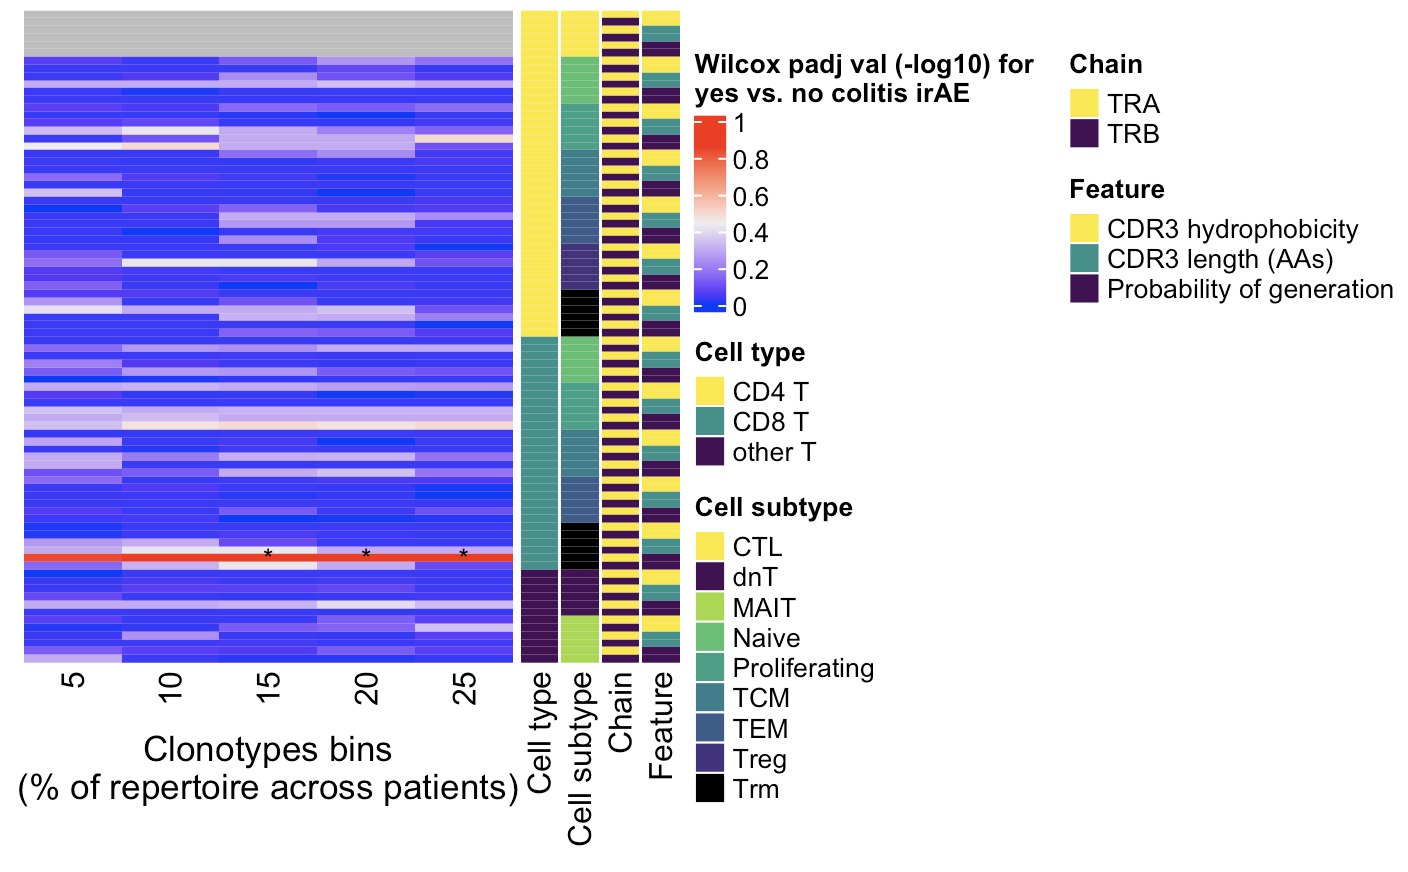 Wilcox padj val (-log10) for
yes vs. no colitis irAE
1
0.8
0.6
0.4
0.2
0
Cell type
CD4 T
CD8 T
other T
Cell subtype
CTL
dnT
MAIT
Naive
Proliferating
TCM
TEM
Treg
Trm
Chain
TRA
TRB
Feature
CDR3 hydrophobicity
CDR3 length (AAs)
Probability of generation
* * *
5 10 15 20 25
Clonotypes bins
(% of repertoire across patients)
Cell type
Cell subtype
Chain
Feature